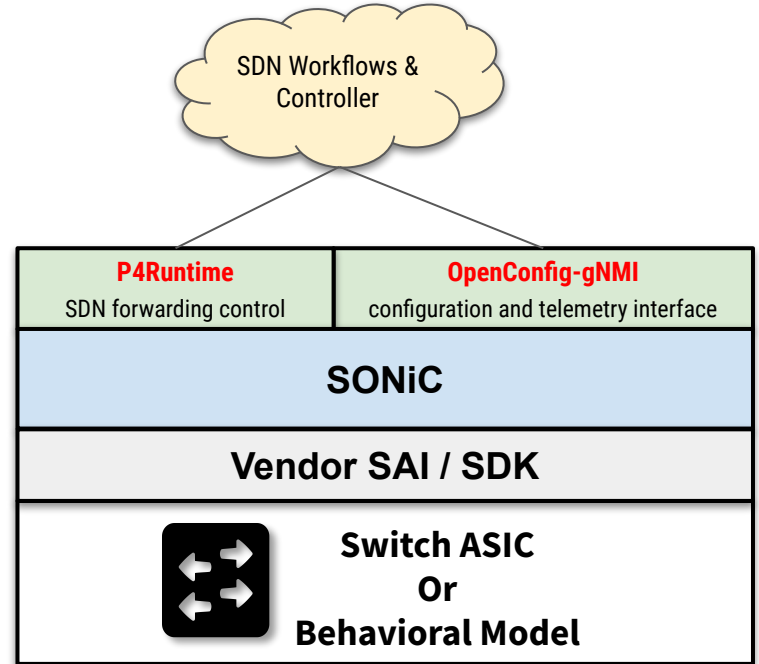 SDN Workflows &
Controller
P4Runtime
SDN forwarding control
OpenConfig-gNMI
configuration and telemetry interface
SONiC
Vendor SAI / SDK
Switch ASIC
Or
Behavioral Model